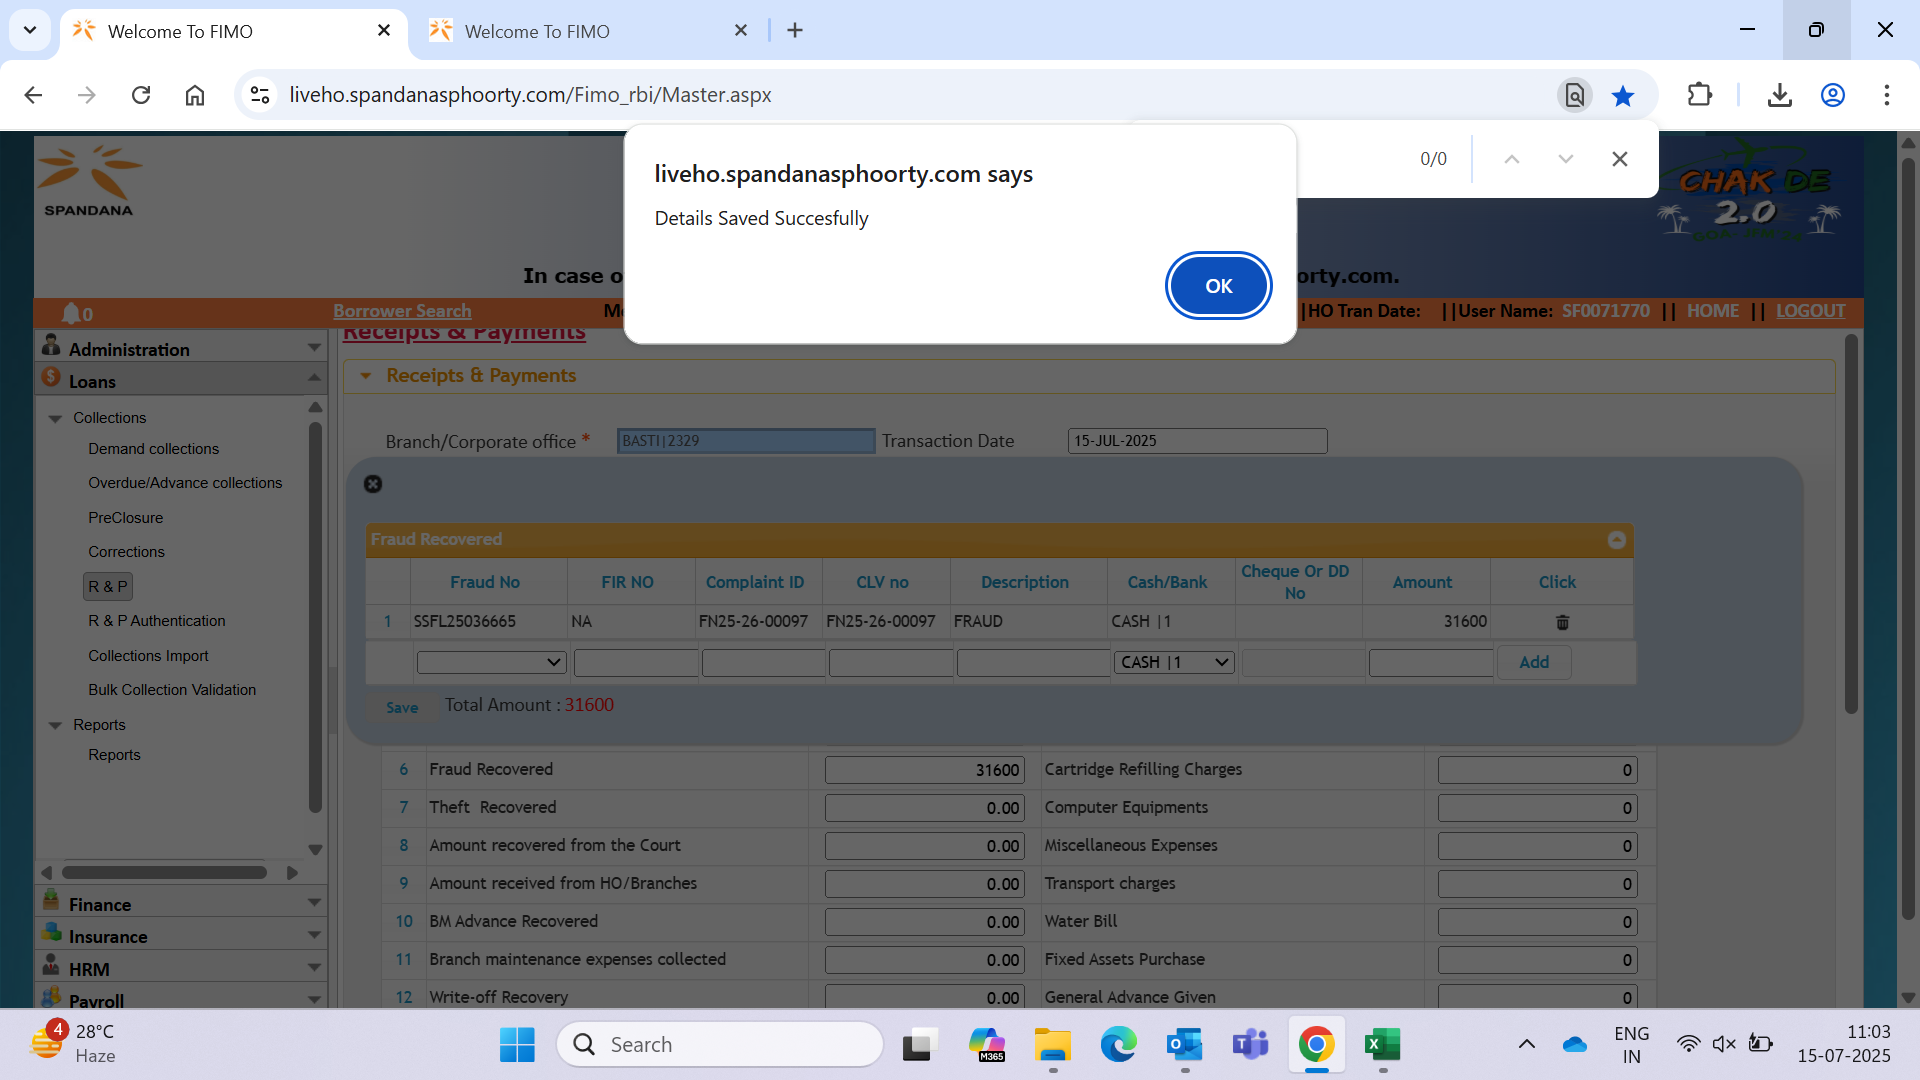 Welcome To FIMO
Welcome To FIMO
liveho.spandanasphoorty.com/Fimo_rbi/Master.aspx
0/0
liveho.spandanasphoorty.com says
Details Saved Succesfully
OK
SPANDANA
CHAK DE
2.0
In case o
orty.com.
0
Borrower Search
|HO Tran Date: ||User Name: SF0071770 || HOME || LOGOUT
Administration
Loans
Collections
Demand collections
Overdue/Advance collections
PreClosure
Corrections
R & P
R & P Authentication
Collections Import
Bulk Collection Validation
Reports
Reports
Finance
Insurance
HRM
Payroll
Receipts & Payments
Receipts & Payments
Branch/Corporate office * BASTI|2329 Transaction Date 15-JUL-2025
Fraud Recovered
Fraud No FIR NO Complaint ID CLV no Description Cash/Bank Cheque Or DD No Amount Click
1 SSFL25036665 NA FN25-26-00097 FN25-26-00097 FRAUD CASH |1 31600
CASH |1 Add
Save Total Amount : 31600
6 Fraud Recovered 31600 Cartridge Refilling Charges 0
7 Theft Recovered 0.00 Computer Equipments 0
8 Amount recovered from the Court 0.00 Miscellaneous Expenses 0
9 Amount received from HO/Branches 0.00 Transport charges 0
10 BM Advance Recovered 0.00 Water Bill 0
11 Branch maintenance expenses collected 0.00 Fixed Assets Purchase 0
12 Write-off Recovery 0.00 General Advance Given 0
4
28°C
Haze
Search
M365
ENG
IN
11:03
15-07-2025